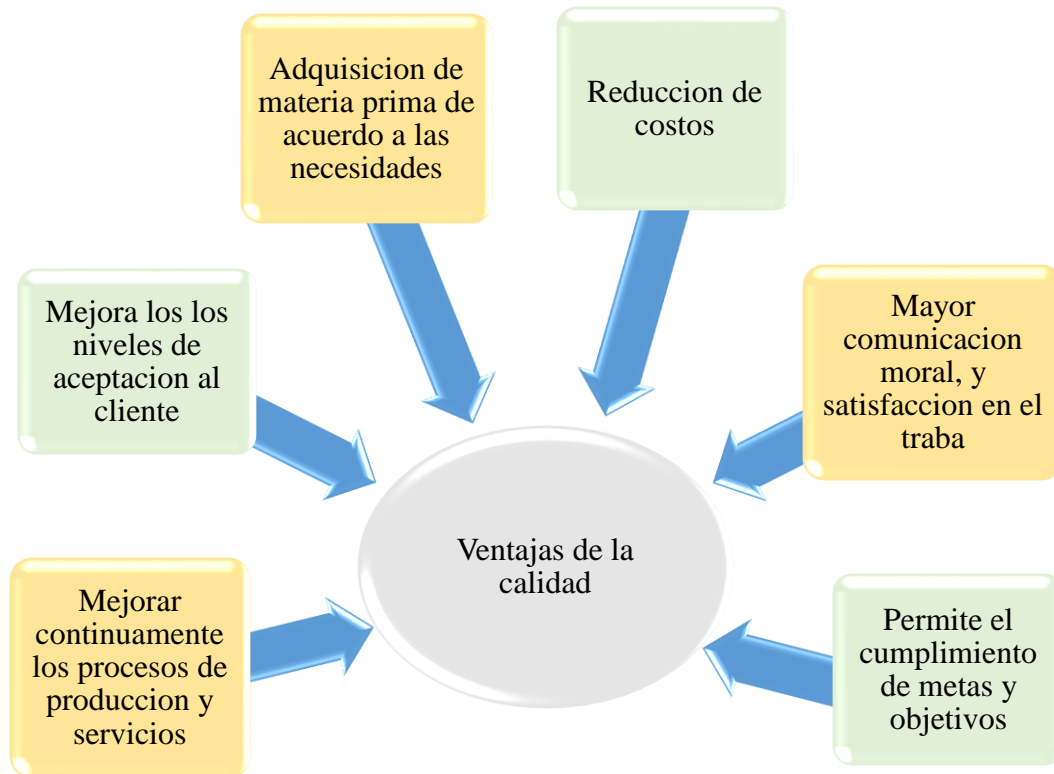 Adquisicion de
materia prima de
acuerdo a las
necesidades
Reduccion de
costos
Mejora los los
niveles de
aceptacion al
cliente
Mayor
comunicacion
moral, y
satisfaccion en el
traba
Ventajas de la
calidad
Mejorar
continuamente
los procesos de
produccion y
servicios
Permite el
cumplimiento
de metas y
objetivos